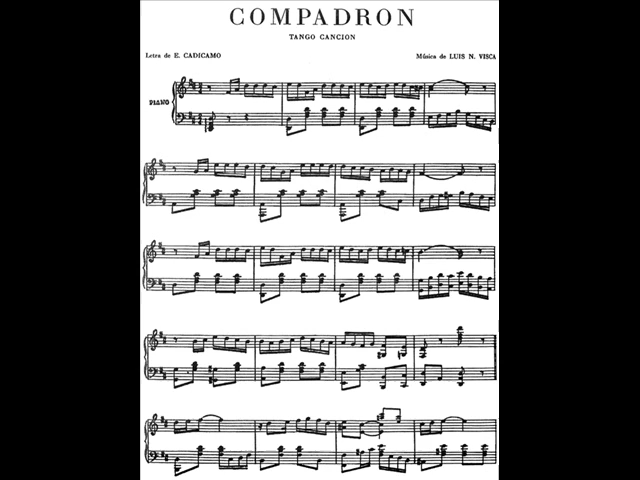 COMPADRON
TANGO CANCION
Letra de E. CADICAMO
Música de LUIS N. VISCA
PIANO